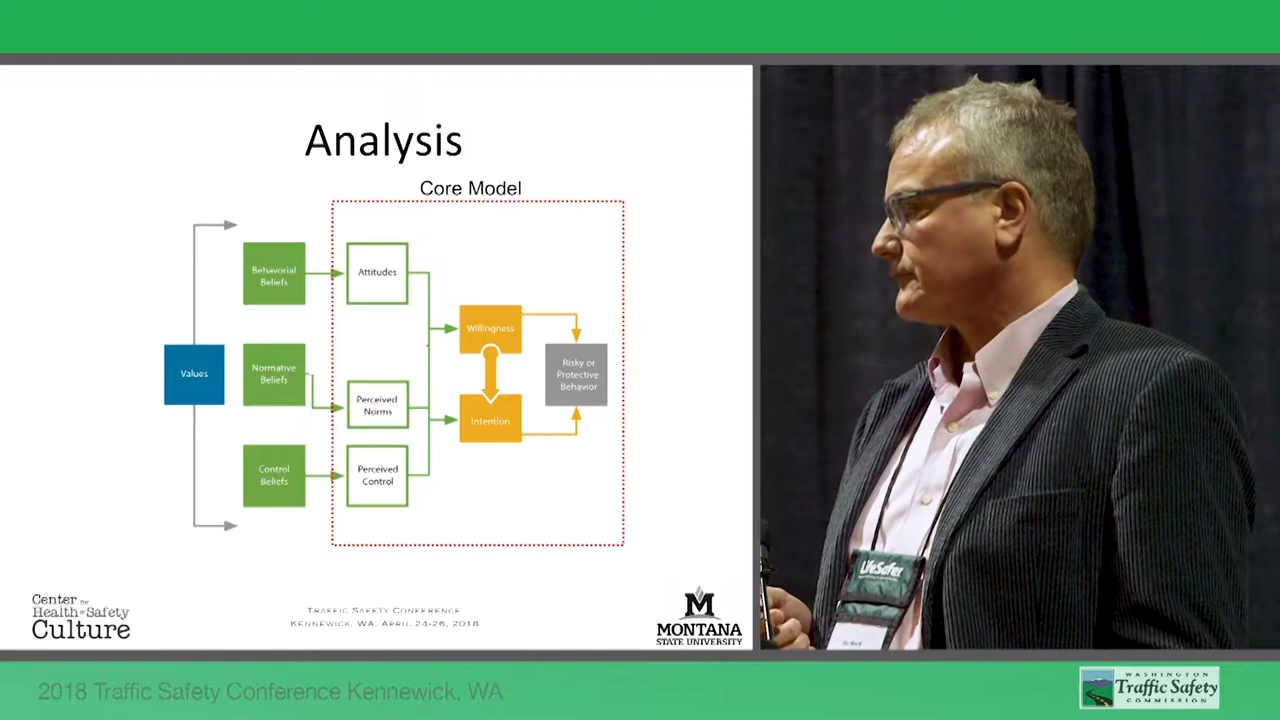 Analysis
Core Model
Behavorial
Beliefs
Attitudes
Willingness
Values
Normative
Beliefs
Risky or
Protective
Behavior
Perceived
Norms
Intention
Control
Beliefs
Perceived
Control
LifeSafer
Center for
Health & Safety
Culture
TRAFFIC SAFETY CONFERENCE
KENNEWICK, WA. APRIL 24-26, 2018
M
MONTANA
STATE UNIVERSITY
2018 Traffic Safety Conference Kennewick, WA
WASHINGTON
Traffic Safety
COMMISSION